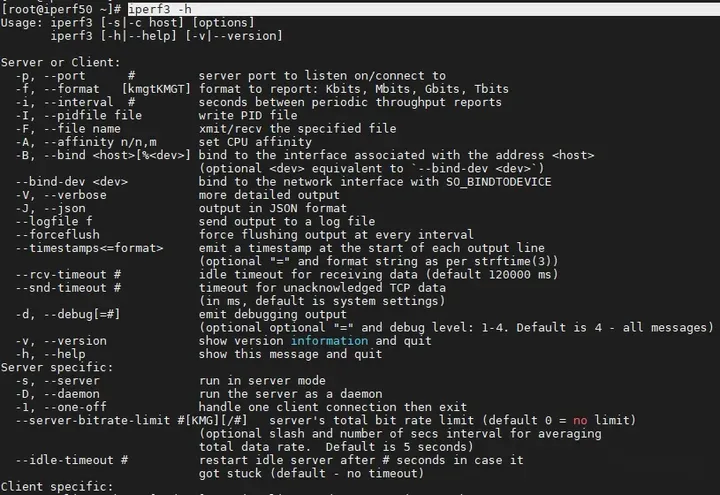 [root@iperf50 ~]# iperf3 -h
Usage: iperf3 [-s|-c host] [options]
       iperf3 [-h|--help] [-v|--version]

Server or Client:
  -p, --port      #         server port to listen on/connect to
  -f, --format   [kmgtKMGT] format to report: Kbits, Mbits, Gbits, Tbits
  -i, --interval  #         seconds between periodic throughput reports
  -I, --pidfile file        write PID file
  -F, --file name           xmit/recv the specified file
  -A, --affinity n/n,m      set CPU affinity
  -B, --bind <host>[%<dev>] bind to the interface associated with the address <host>
                            (optional <dev> equivalent to `--bind-dev <dev>`)
  --bind-dev <dev>          bind to the network interface with SO_BINDTODEVICE
  -V, --verbose             more detailed output
  -J, --json                output in JSON format
  --logfile f               send output to a log file
  --forceflush              force flushing output at every interval
  --timestamps<=format>     emit a timestamp at the start of each output line
                            (optional "=" and format string as per strftime(3))
  --rcv-timeout #           idle timeout for receiving data (default 120000 ms)
  --snd-timeout #           timeout for unacknowledged TCP data
                            (in ms, default is system settings)
  -d, --debug[=#]           emit debugging output
                            (optional optional "=" and debug level: 1-4. Default is 4 - all messages)
  -v, --version             show version information and quit
  -h, --help                show this message and quit
Server specific:
  -s, --server              run in server mode
  -D, --daemon              run the server as a daemon
  -1, --one-off             handle one client connection then exit
  --server-bitrate-limit #[KMG][/#]   server's total bit rate limit (default 0 = no limit)
                            (optional slash and number of secs interval for averaging
                            total data rate.  Default is 5 seconds)
  --idle-timeout #          restart idle server after # seconds in case it
                            got stuck (default - no timeout)
Client specific: